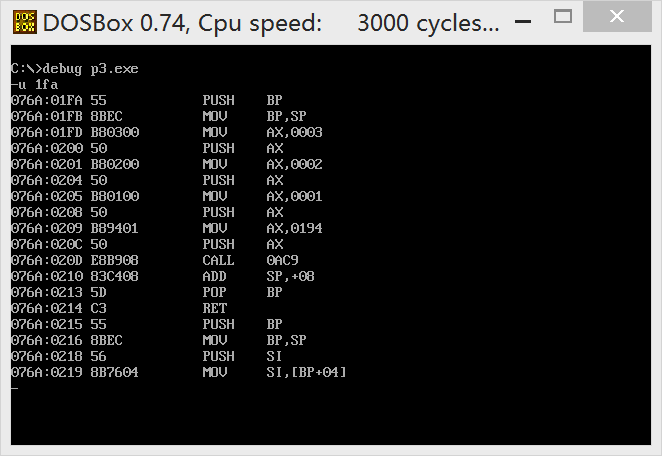 DOS BOX DOSBox 0.74, Cpu speed: 3000 cycles...
C:\>debug p3.exe
-u 1fa
076A:01FA 55 PUSH BP
076A:01FB 8BEC MOV BP,SP
076A:01FD B80300 MOV AX,0003
076A:0200 50 PUSH AX
076A:0201 B80200 MOV AX,0002
076A:0204 50 PUSH AX
076A:0205 B80100 MOV AX,0001
076A:0208 50 PUSH AX
076A:0209 B89401 MOV AX,0194
076A:020C 50 PUSH AX
076A:020D E8B908 CALL 0AC9
076A:0210 83C408 ADD SP,+08
076A:0213 5D POP BP
076A:0214 C3 RET
076A:0215 55 PUSH BP
076A:0216 8BEC MOV BP,SP
076A:0218 56 PUSH SI
076A:0219 8B7604 MOV SI,[BP+04]
-